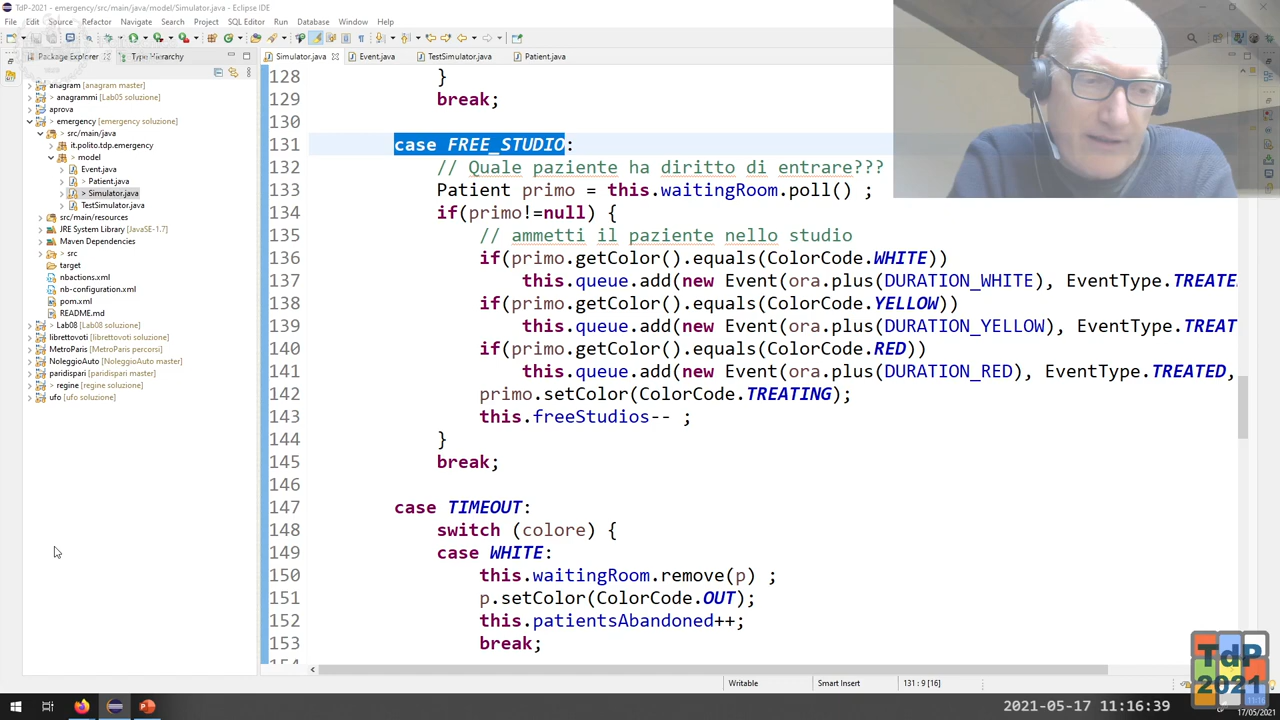 TdP-2021 - emergency/src/main/java/model/Simulator.java - Eclipse IDE
File Edit Source Refactor Navigate Search Project SQL Editor Run Database Window Help
Package Explorer Type Hierarchy
Simulator.java Event.java TestSimulator.java Patient.java
anagram (anagram master)
> anagrammi (Lab05 soluzione)
aprova
> emergency (emergency soluzione)
> src/main/java
> it.polito.tdp.emergency
> model
Event.java
> Patient.java
> Simulator.java
TestSimulator.java
src/main/resources
JRE System Library [JavaSE-1.7]
Maven Dependencies
> src
target
nbactions.xml
nb-configuration.xml
pom.xml
README.md
> Lab08 [Lab08 soluzione]
librettovoti [librettovoti master]
> MetroParis [MetroParis percorsi]
NoleggioAuto [NoleggioAuto master]
paridispari [paridispari master]
> regine [regine soluzione]
ufo [ufo soluzione]
128 }
129 break;
130
131 case FREE_STUDIO:
132 // Quale paziente ha diritto di entrare???
133 Patient primo = this.waitingRoom.poll() ;
134 if(primo!=null) {
135 // ammetti il paziente nello studio
136 if(primo.getColor().equals(ColorCode.WHITE))
137 this.queue.add(new Event(ora.plus(DURATION_WHITE), EventType.TREATE
138 if(primo.getColor().equals(ColorCode.YELLOW))
139 this.queue.add(new Event(ora.plus(DURATION_YELLOW), EventType.TREAT
140 if(primo.getColor().equals(ColorCode.RED))
141 this.queue.add(new Event(ora.plus(DURATION_RED), EventType.TREATED,
142 primo.setColor(ColorCode.TREATING);
143 this.freeStudios-- ;
144 }
145 break;
146
147 case TIMEOUT:
148 switch (colore) {
149 case WHITE:
150 this.waitingRoom.remove(p) ;
151 p.setColor(ColorCode.OUT);
152 this.patientsAbandoned++;
153 break;
Writable Smart Insert 131 : 9 [16]
TdP
2021
2021-05-17 11:16:39
17/05/2021